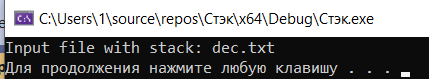 C:\Users\1\source\repos\Стэк\x64\Debug\Стэк.exe
Input file with stack: dec.txt
Для продолжения нажмите любую клавишу . . .